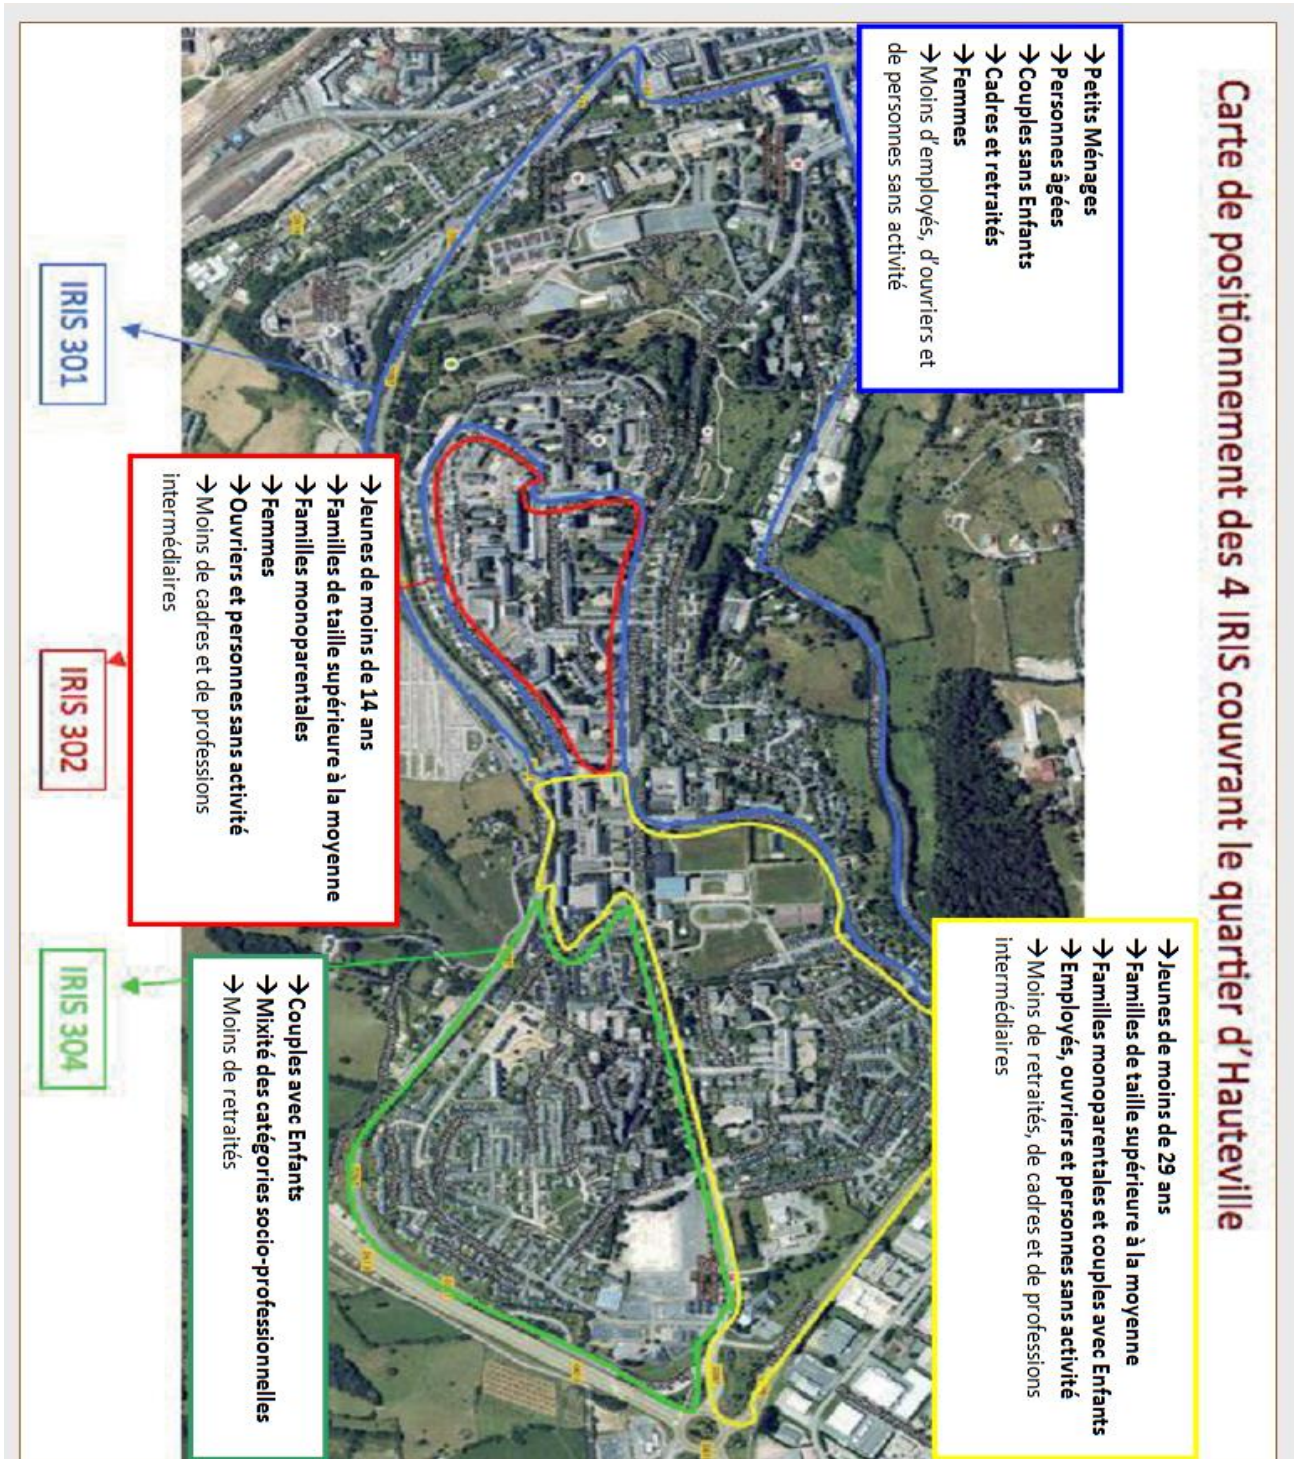 Carte de positionnement des 4 IRIS couvrant le quartier d'Hauteville
→Petits Ménages
→Personnes âgées
→Couples sans Enfants
→Cadres et retraités
→Femmes
→Moins d'employés, d'ouvriers et
de personnes sans activité
→Jeunes de moins de 29 ans
→Familles de taille supérieure à la moyenne
→Familles monoparentales et couples avec Enfants
→Employés, ouvriers et personnes sans activité
→Moins de retraités, de cadres et de professions
intermédiaires
→Jeunes de moins de 14 ans
→Familles de taille supérieure à la moyenne
→Familles monoparentales
→Femmes
→Ouvriers et personnes sans activité
→Moins de cadres et de professions
intermédiaires
→Couples avec Enfants
→Mixité des catégories socio-professionnelles
→Moins de retraités
IRIS 301
IRIS 302
IRIS 304